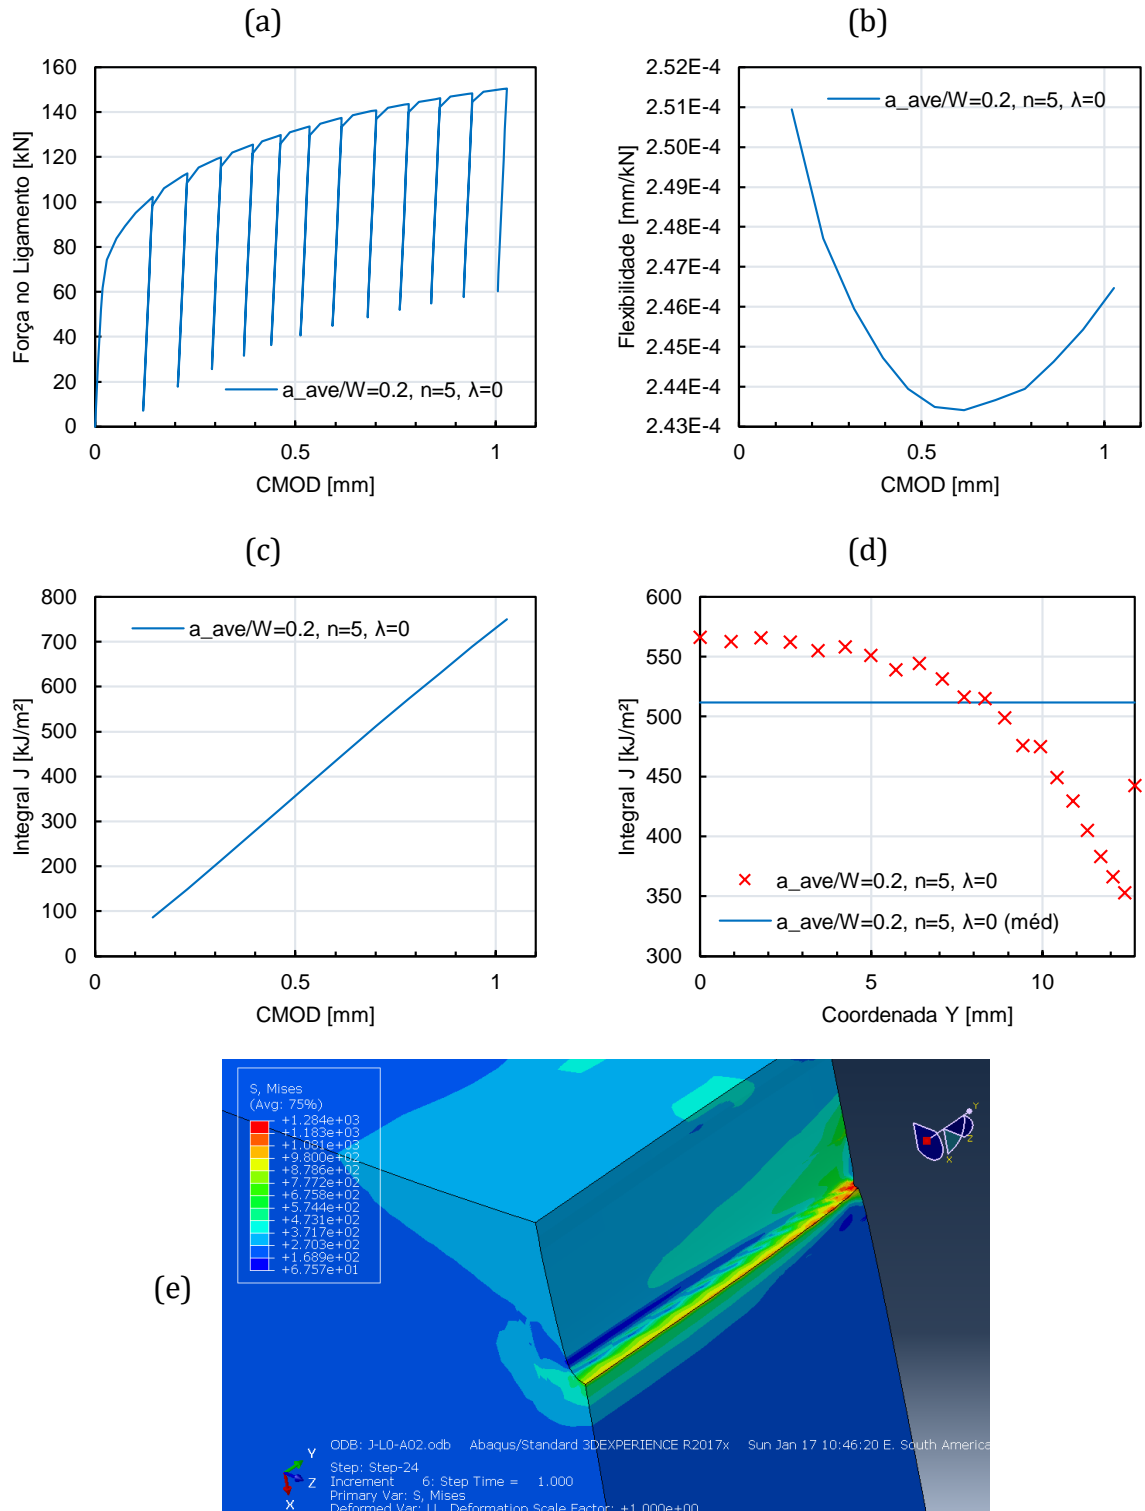 (a)
Força no Ligamento [kN]
160
140
120
100
80
60
40
20
0
0
0.5
1
CMOD [mm]
a_ave/W=0.2, n=5, λ=0
(b)
Flexibilidade [mm/kN]
2.52E-4
2.51E-4
2.50E-4
2.49E-4
2.48E-4
2.47E-4
2.46E-4
2.45E-4
2.44E-4
2.43E-4
0
0.5
1
CMOD [mm]
a_ave/W=0.2, n=5, λ=0
(c)
Integral J [kJ/m²]
800
700
600
500
400
300
200
100
0
0
0.5
1
CMOD [mm]
a_ave/W=0.2, n=5, λ=0
(d)
Integral J [kJ/m²]
600
550
500
450
400
350
300
0
5
10
Coordenada Y [mm]
a_ave/W=0.2, n=5, λ=0
a_ave/W=0.2, n=5, λ=0 (méd)
(e)
S, Mises
(Avg: 75%)
+1.284e+03
+1.183e+03
+1.081e+03
+9.800e+02
+8.786e+02
+7.772e+02
+6.758e+02
+5.744e+02
+4.731e+02
+3.717e+02
+2.703e+02
+1.689e+02
+6.757e+01
Y
Z
X
Y
Z
X
ODB: J-L0-A02.odb Abaqus/Standard 3DEXPERIENCE R2017x Sun Jan 17 10:46:20 E. South America
Step: Step-24
Increment 6: Step Time = 1.000
Primary Var: S, Mises
Deformed Var: U Deformation Scale Factor: +1.000e+00